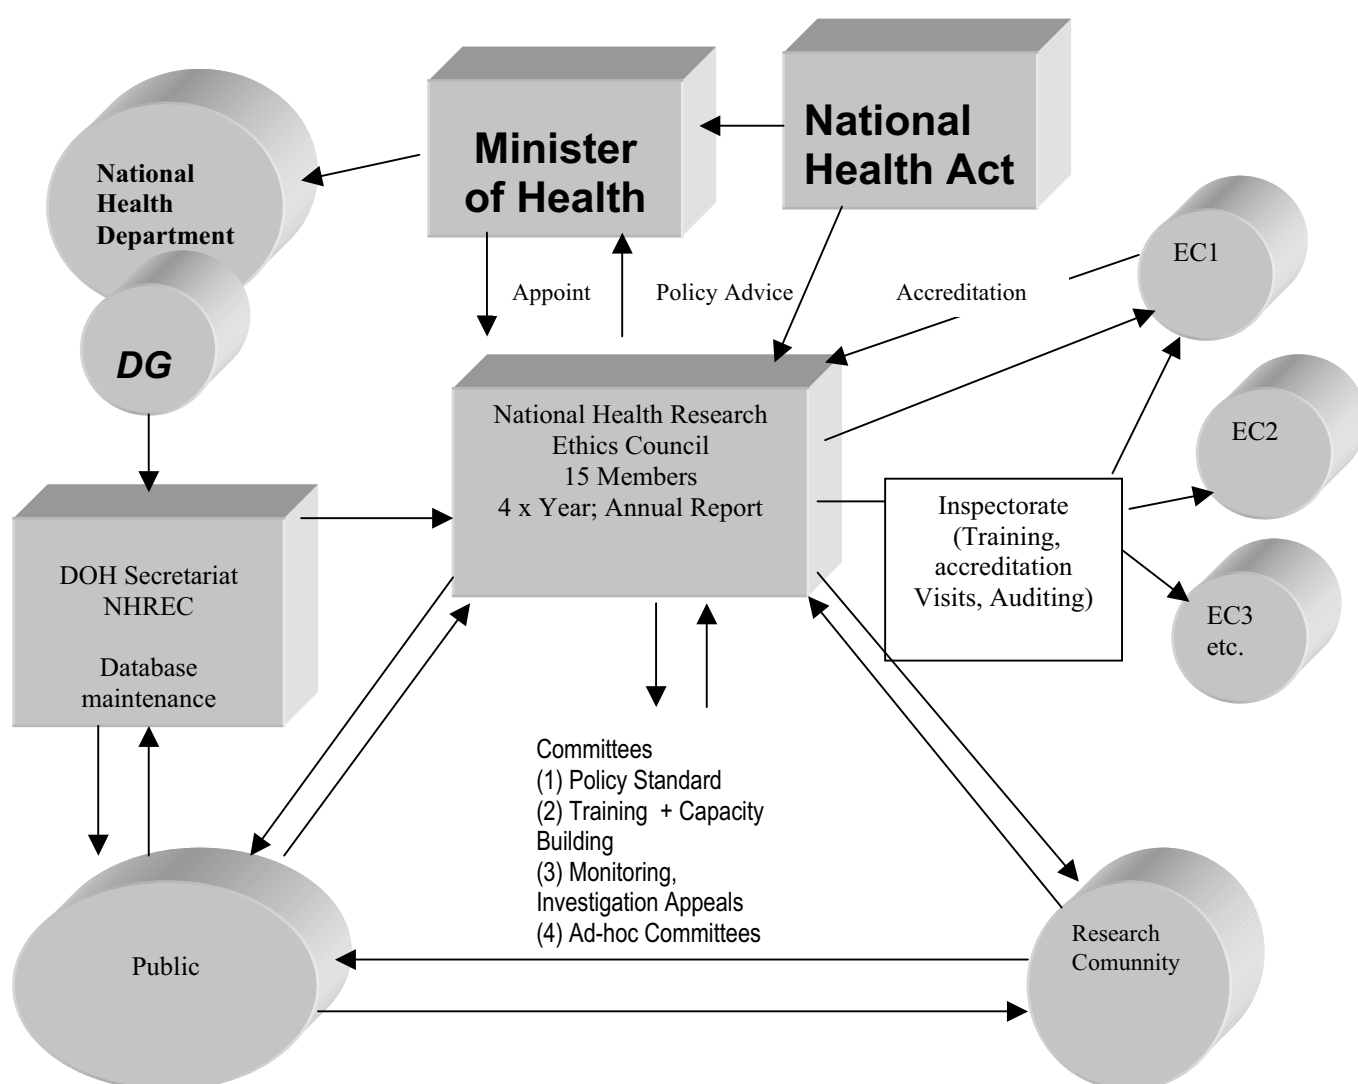 National
Health Act
Minister
of Health
National
Health
Department
DG
EC1
Appoint
Policy Advice
Accreditation
EC2
National Health Research
Ethics Council
15 Members
4 x Year; Annual Report
Inspectorate
(Training,
accreditation
Visits, Auditing)
DOH Secretariat
NHREC
Database
maintenance
EC3
etc.
Committees
(1) Policy Standard
(2) Training + Capacity
Building
(3) Monitoring,
Investigation Appeals
(4) Ad-hoc Committees
Public
Research
Comunnity